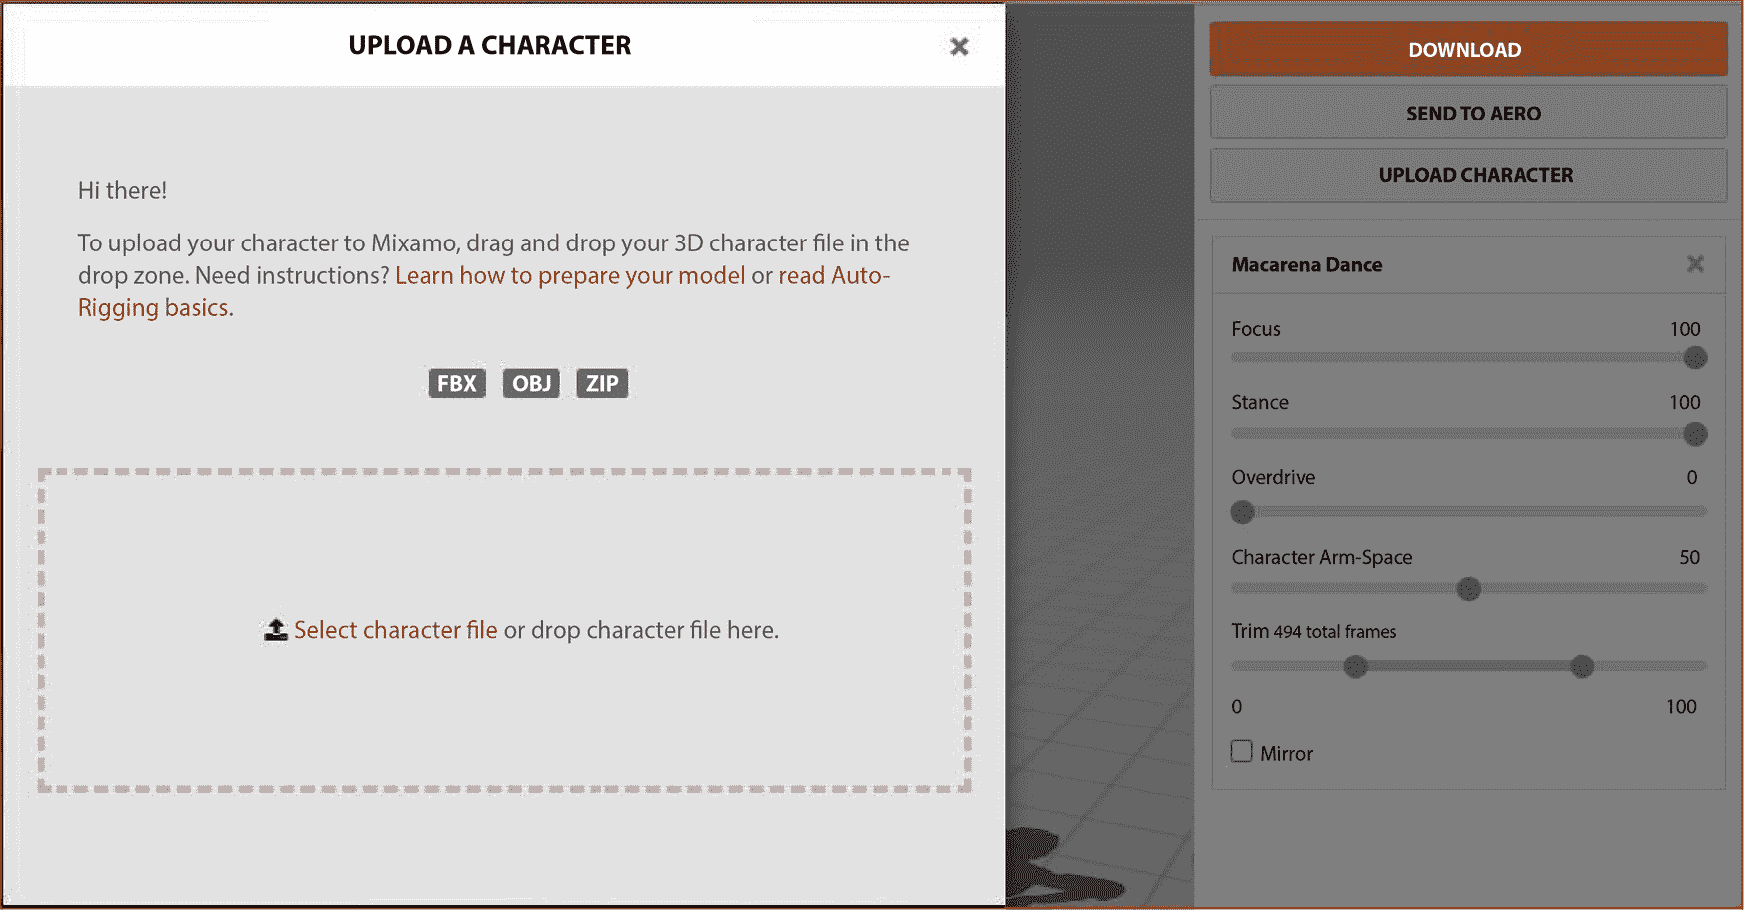 UPLOAD A CHARACTER
Hi there!
To upload your character to Mixamo, drag and drop your 3D character file in the
drop zone. Need instructions? Learn how to prepare your model or read Auto-
Rigging basics.
FBX OBJ ZIP
Select character file or drop character file here.
DOWNLOAD
SEND TO AERO
UPLOAD CHARACTER
Macarena Dance
Focus 100
Stance 100
Overdrive 0
Character Arm-Space 50
Trim 494 total frames
0 100
Mirror